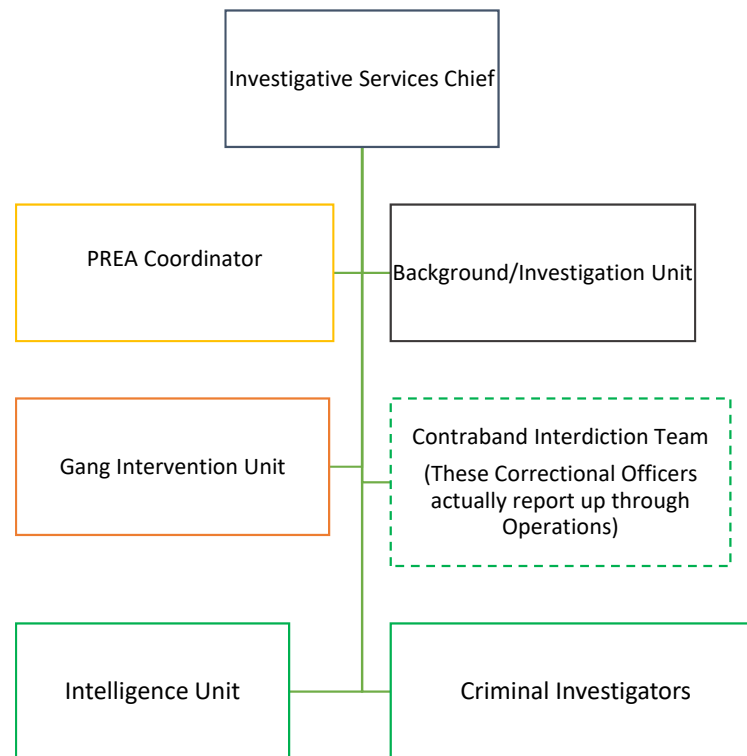 Investigative Services Chief
PREA Coordinator
Background/Investigation Unit
Gang Intervention Unit
Contraband Interdiction Team
(These Correctional Officers
actually report up through
Operations)
Intelligence Unit
Criminal Investigators